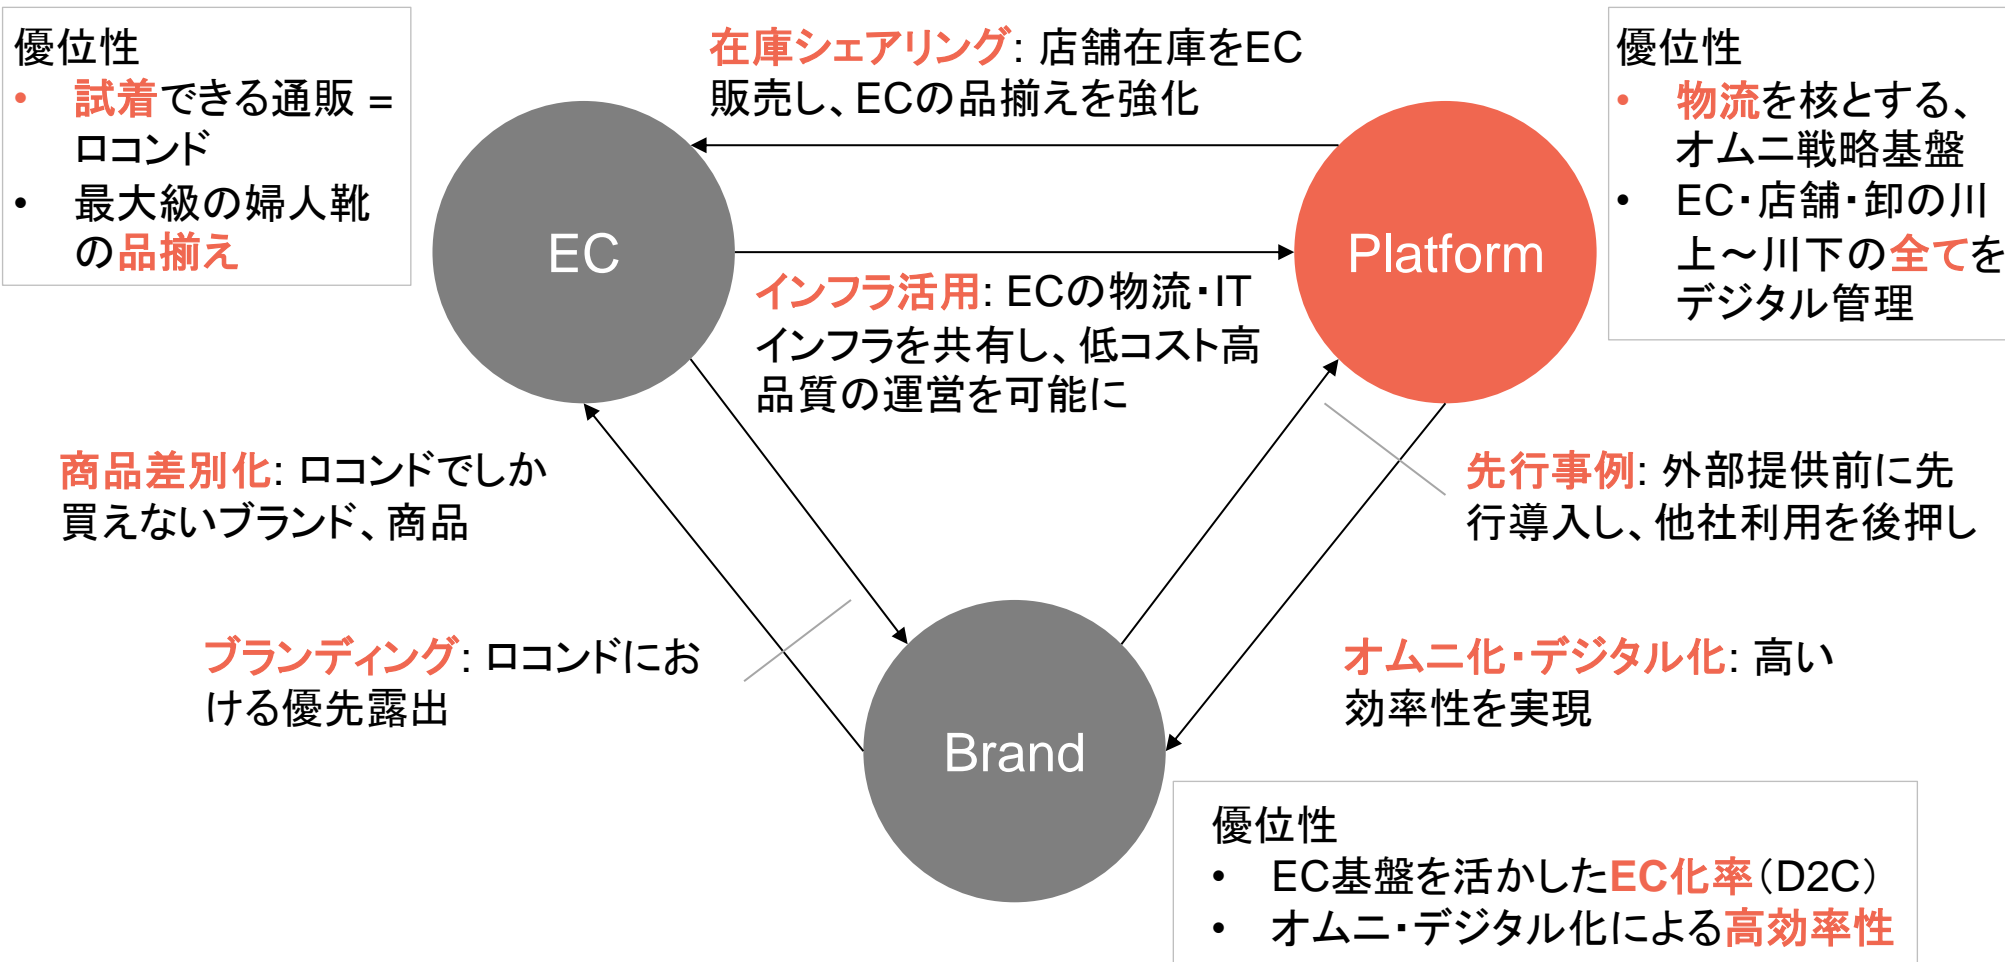 優位性
• 試着できる通販 =
ロコンド
• 最大級の婦人靴
の品揃え
在庫シェアリング: 店舗在庫をEC
販売し、ECの品揃えを強化
優位性
• 物流を核とする、
オムニ戦略基盤
• EC・店舗・卸の川
上～川下の全てを
デジタル管理
EC
Platform
インフラ活用: ECの物流・IT
インフラを共有し、低コスト高
品質の運営を可能に
商品差別化: ロコンドでしか
買えないブランド、商品
先行事例: 外部提供前に先
行導入し、他社利用を後押し
ブランディング: ロコンドにお
ける優先露出
オムニ化・デジタル化: 高い
効率性を実現
Brand
優位性
• EC基盤を活かしたEC化率（D2C）
• オムニ・デジタル化による高効率性